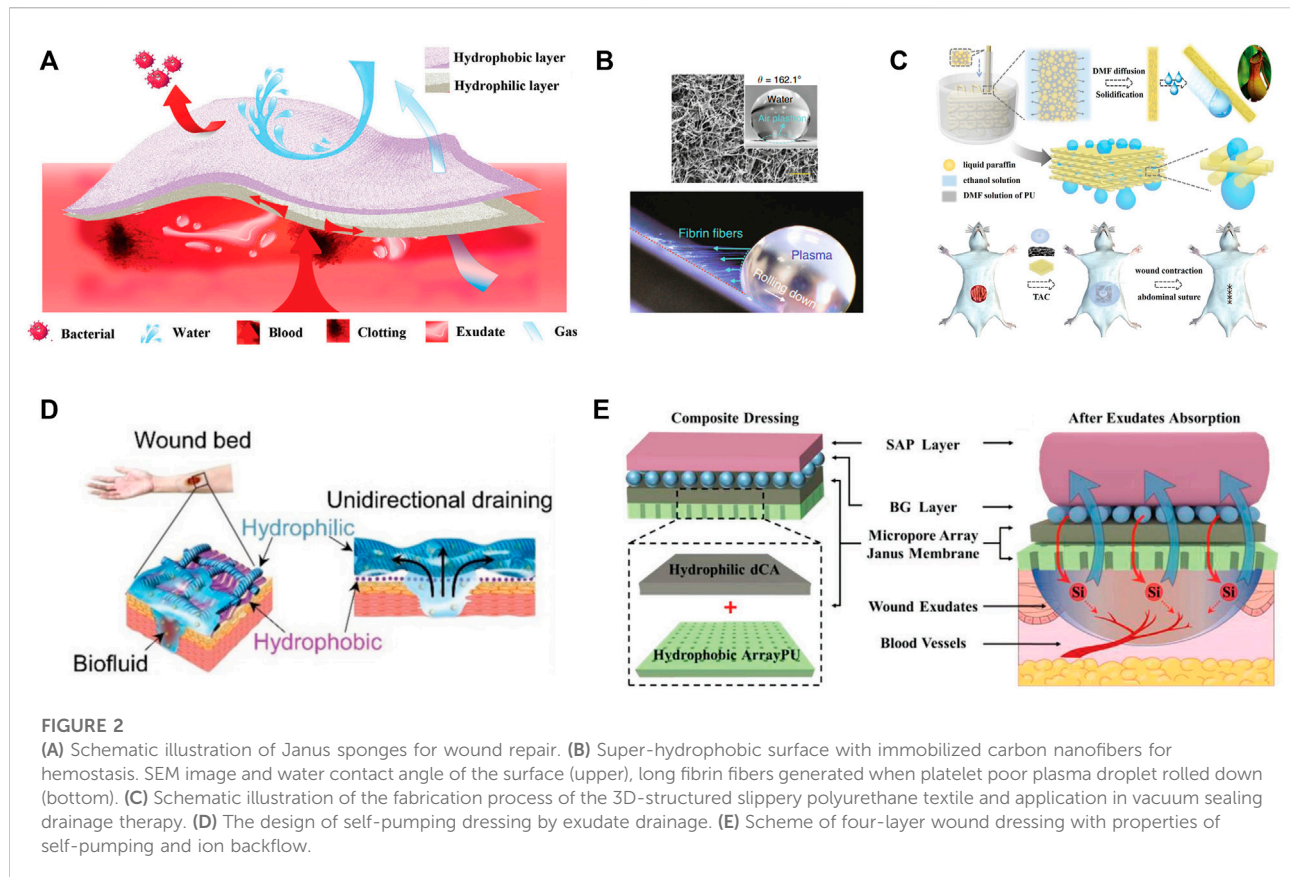 A
Hydrophobic layer
Hydrophilic layer
Bacterial
Water
Blood
Clotting
Exudate
Gas
B
θ = 162.1°
Water
Air plastron
Fibrin fibers
Plasma
Rolling down
C
DMF diffusion
Solidification
liquid paraffin
ethanol solution
DMF solution of PU
TAC
wound contraction
abdominal suture
D
Wound bed
Hydrophilic
Unidirectional draining
Hydrophobic
Biofluid
E
Composite Dressing
After Exudates Absorption
SAP Layer
BG Layer
Micropore Array
Janus Membrane
Hydrophilic dCA
+
Hydrophobic ArrayPU
Wound Exudates
Blood Vessels
Si
Si
Si
FIGURE 2
(A) Schematic illustration of Janus sponges for wound repair. (B) Super-hydrophobic surface with immobilized carbon nanofibers for
hemostasis. SEM image and water contact angle of the surface (upper), long fibrin fibers generated when platelet poor plasma droplet rolled down
(bottom). (C) Schematic illustration of the fabrication process of the 3D-structured slippery polyurethane textile and application in vacuum sealing
drainage therapy. (D) The design of self-pumping dressing by exudate drainage. (E) Scheme of four-layer wound dressing with properties of
self-pumping and ion backflow.